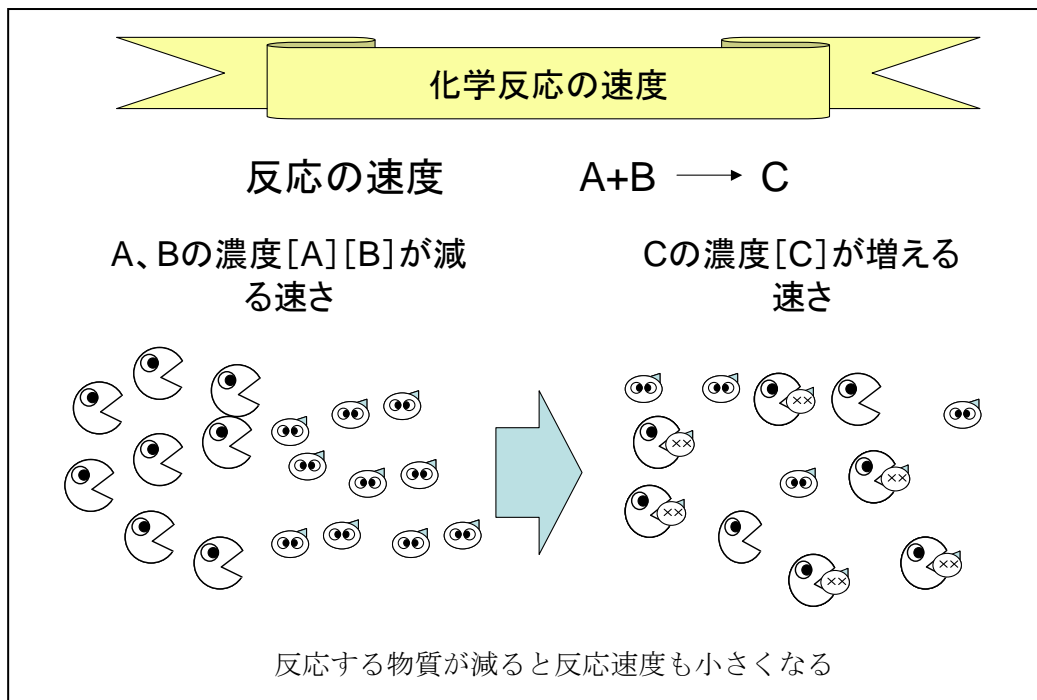 化学反応の速度
反応の速度
A+B → C
A、Bの濃度[A][B]が減
る速さ
Cの濃度[C]が増える
速さ
反応する物質が減ると反応速度も小さくなる